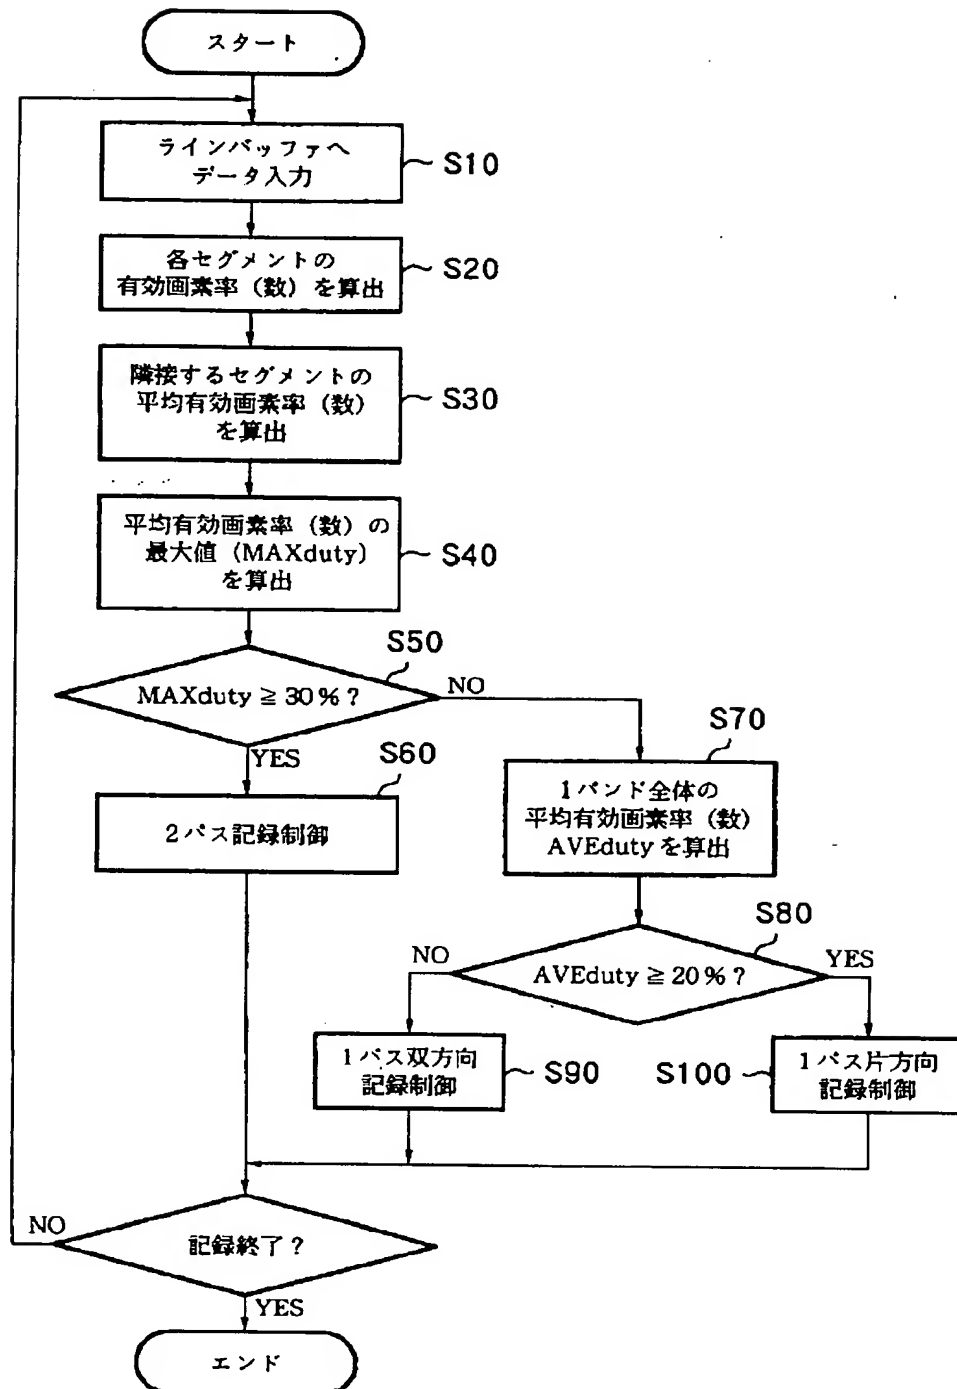 スタート
ラインバッファへ
データ入力
S10
各セグメントの
有効画素率（数）を算出
S20
隣接するセグメントの
平均有効画素率（数）
を算出
S30
平均有効画素率（数）の
最大値（MAXduty）
を算出
S40
S50
MAXduty ≧ 30％？
NO
YES
S60
2パス記録制御
S70
1バンド全体の
平均有効画素率（数）
AVEdutyを算出
S80
AVEduty ≧ 20％？
NO
YES
1パス双方向
記録制御
S90
S100
1パス片方向
記録制御
記録終了？
NO
YES
エンド